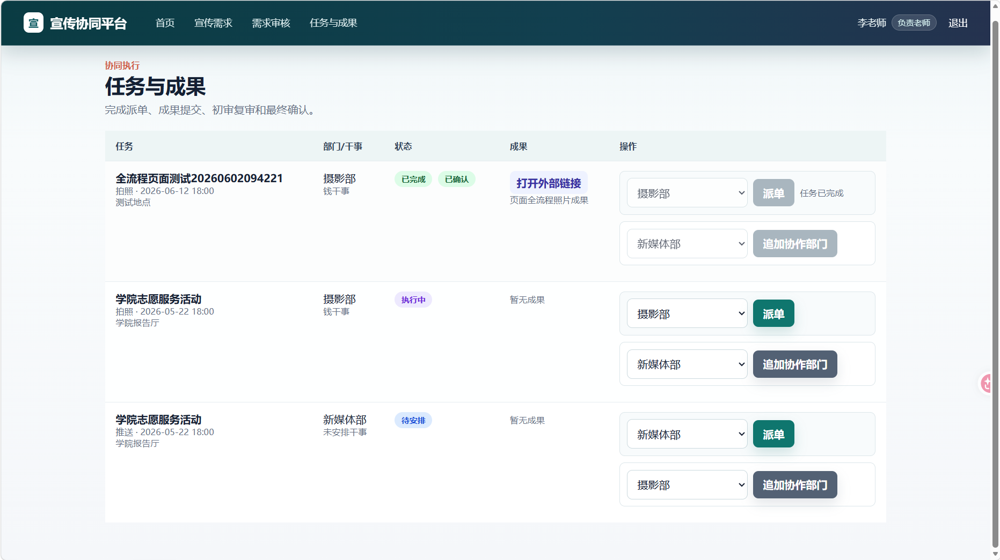 宣 宣传协同平台 首页 宣传需求 需求审核 任务与成果 李老师 负责老师 退出
协同执行
任务与成果
完成派单、成果提交、初审复审和最终确认。
任务 部门/干事 状态 成果 操作
全流程页面测试20260602094221 摄影部 已完成 已确认 打开外部链接 摄影部 派单 任务已完成
拍照 · 2026-06-12 18:00 钱干事 页面全流程照片成果
测试地点
新媒体部 追加协作部门
学院志愿服务活动 摄影部 执行中 暂无成果 摄影部 派单
拍照 · 2026-05-22 18:00 钱干事
学院报告厅
新媒体部 追加协作部门
学院志愿服务活动 新媒体部 待安排 暂无成果 新媒体部 派单
推送 · 2026-05-22 18:00 未安排干事
学院报告厅
摄影部 追加协作部门